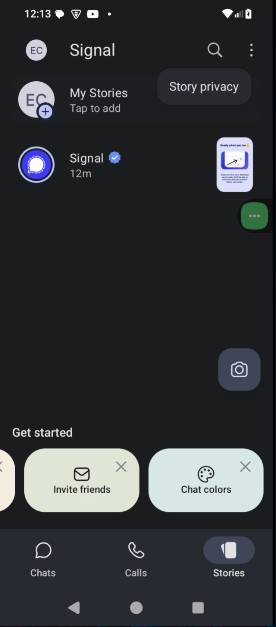 12:13
EC
Signal
Story privacy
EC
My Stories
Tap to add
Signal
12m
Get started
Invite friends
Chat colors
Chats
Calls
Stories